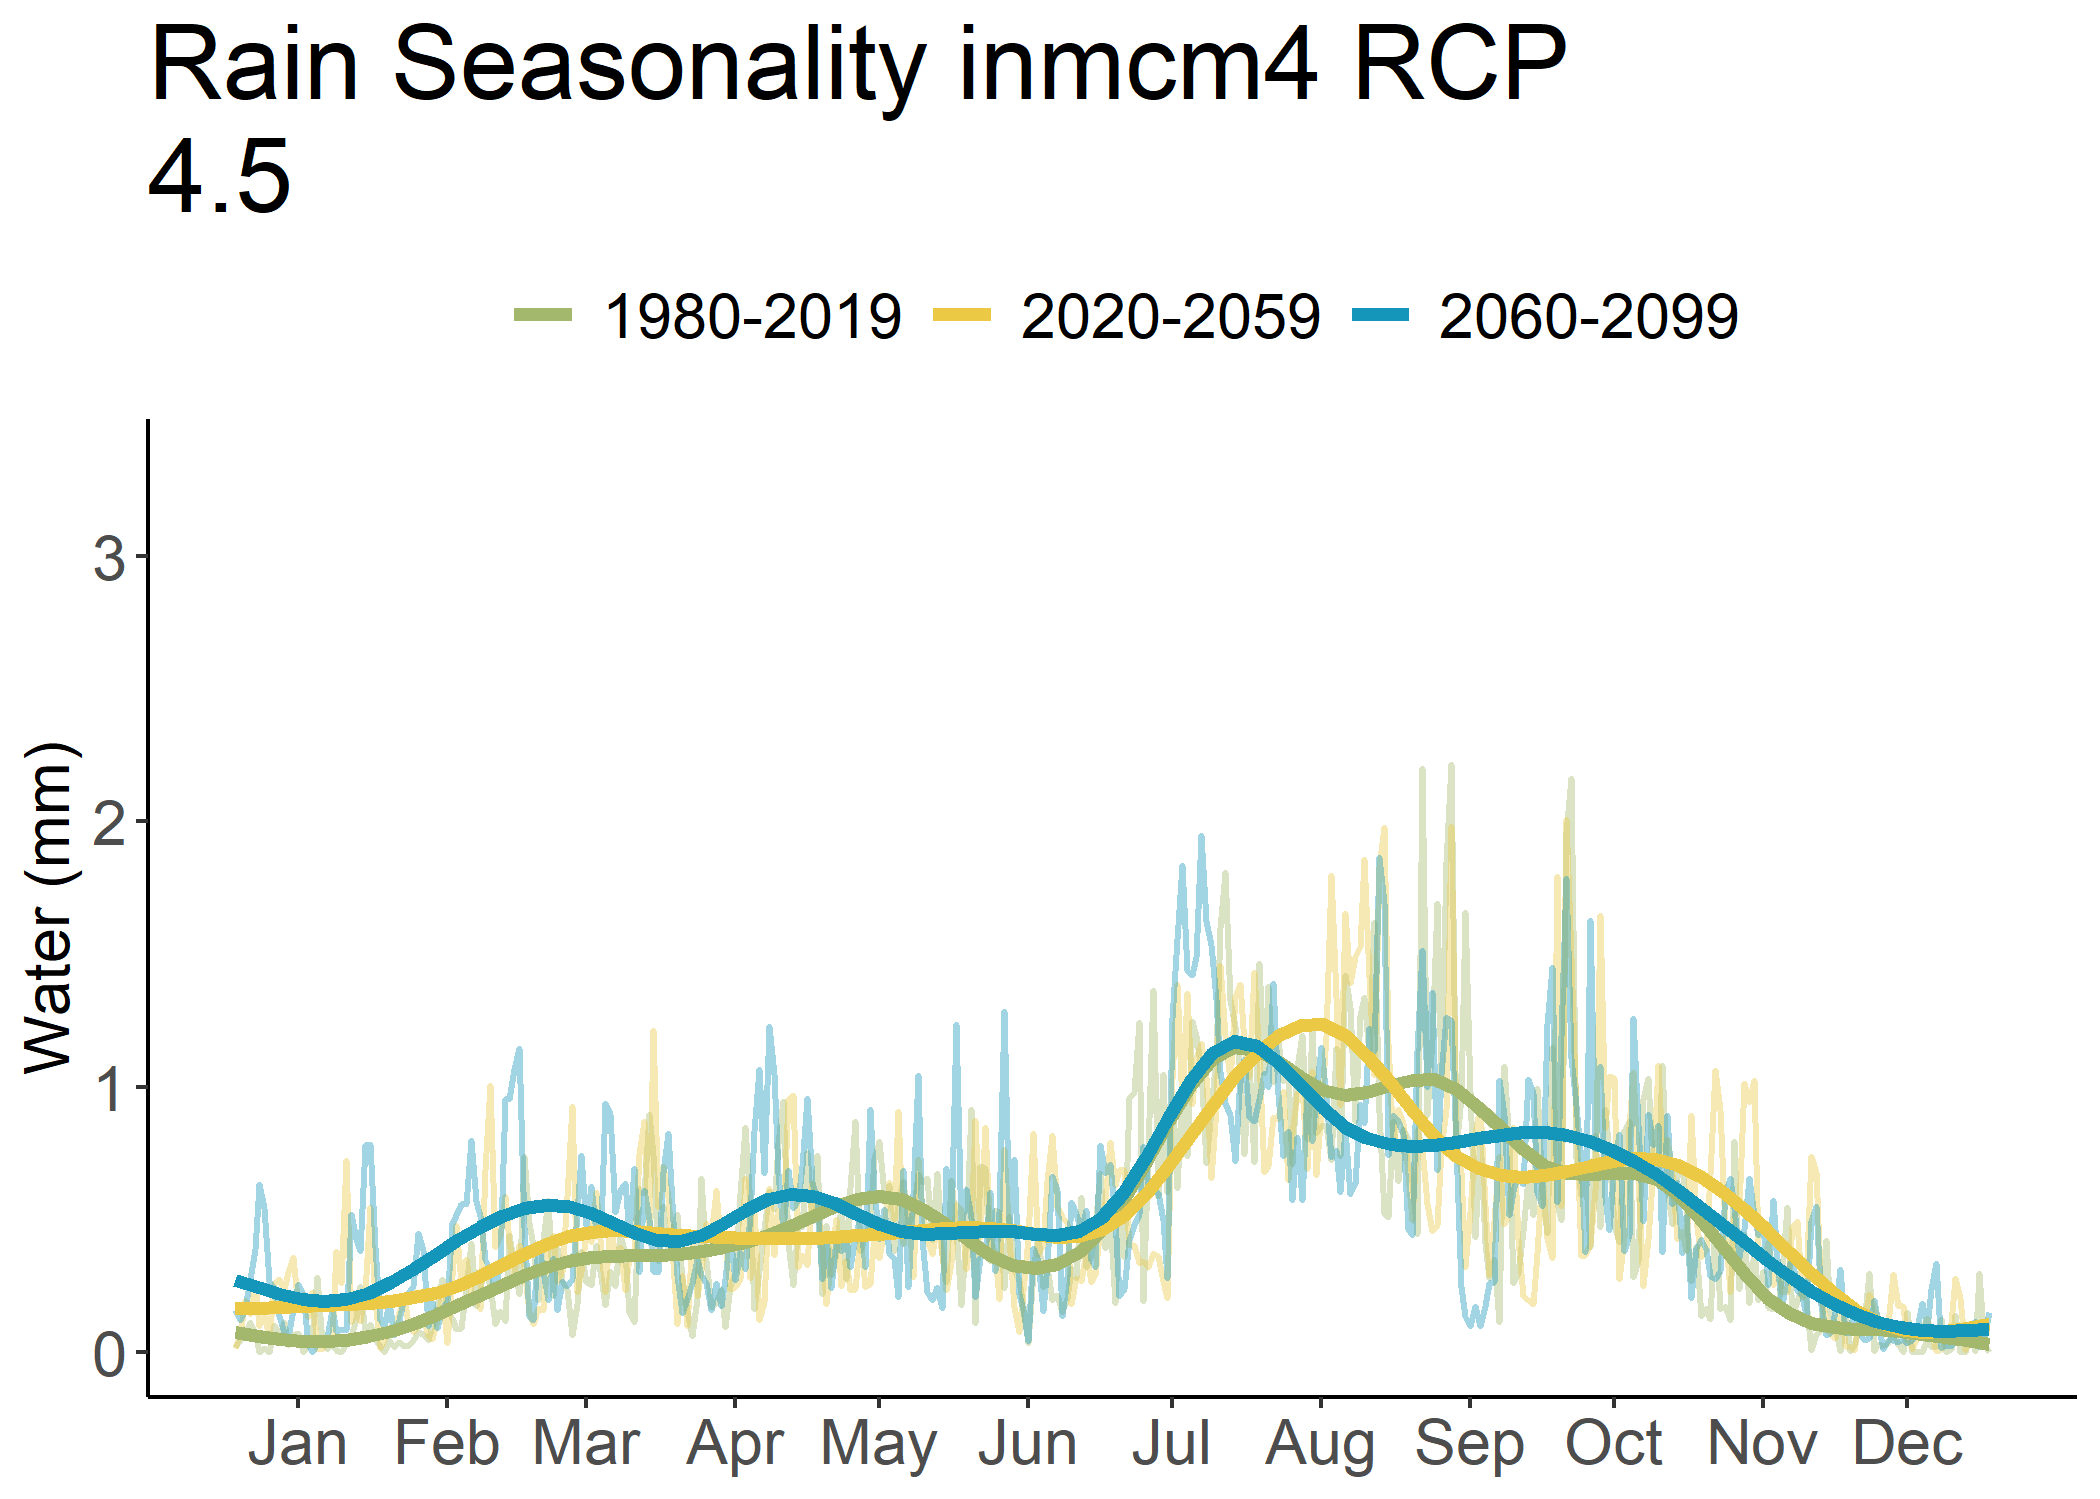 Rain Seasonality inmcm4 RCP
4.5
1980-2019 2020-2059 2060-2099
Water (mm)
3
2
1
0
Jan Feb Mar Apr May Jun Jul Aug Sep Oct Nov Dec